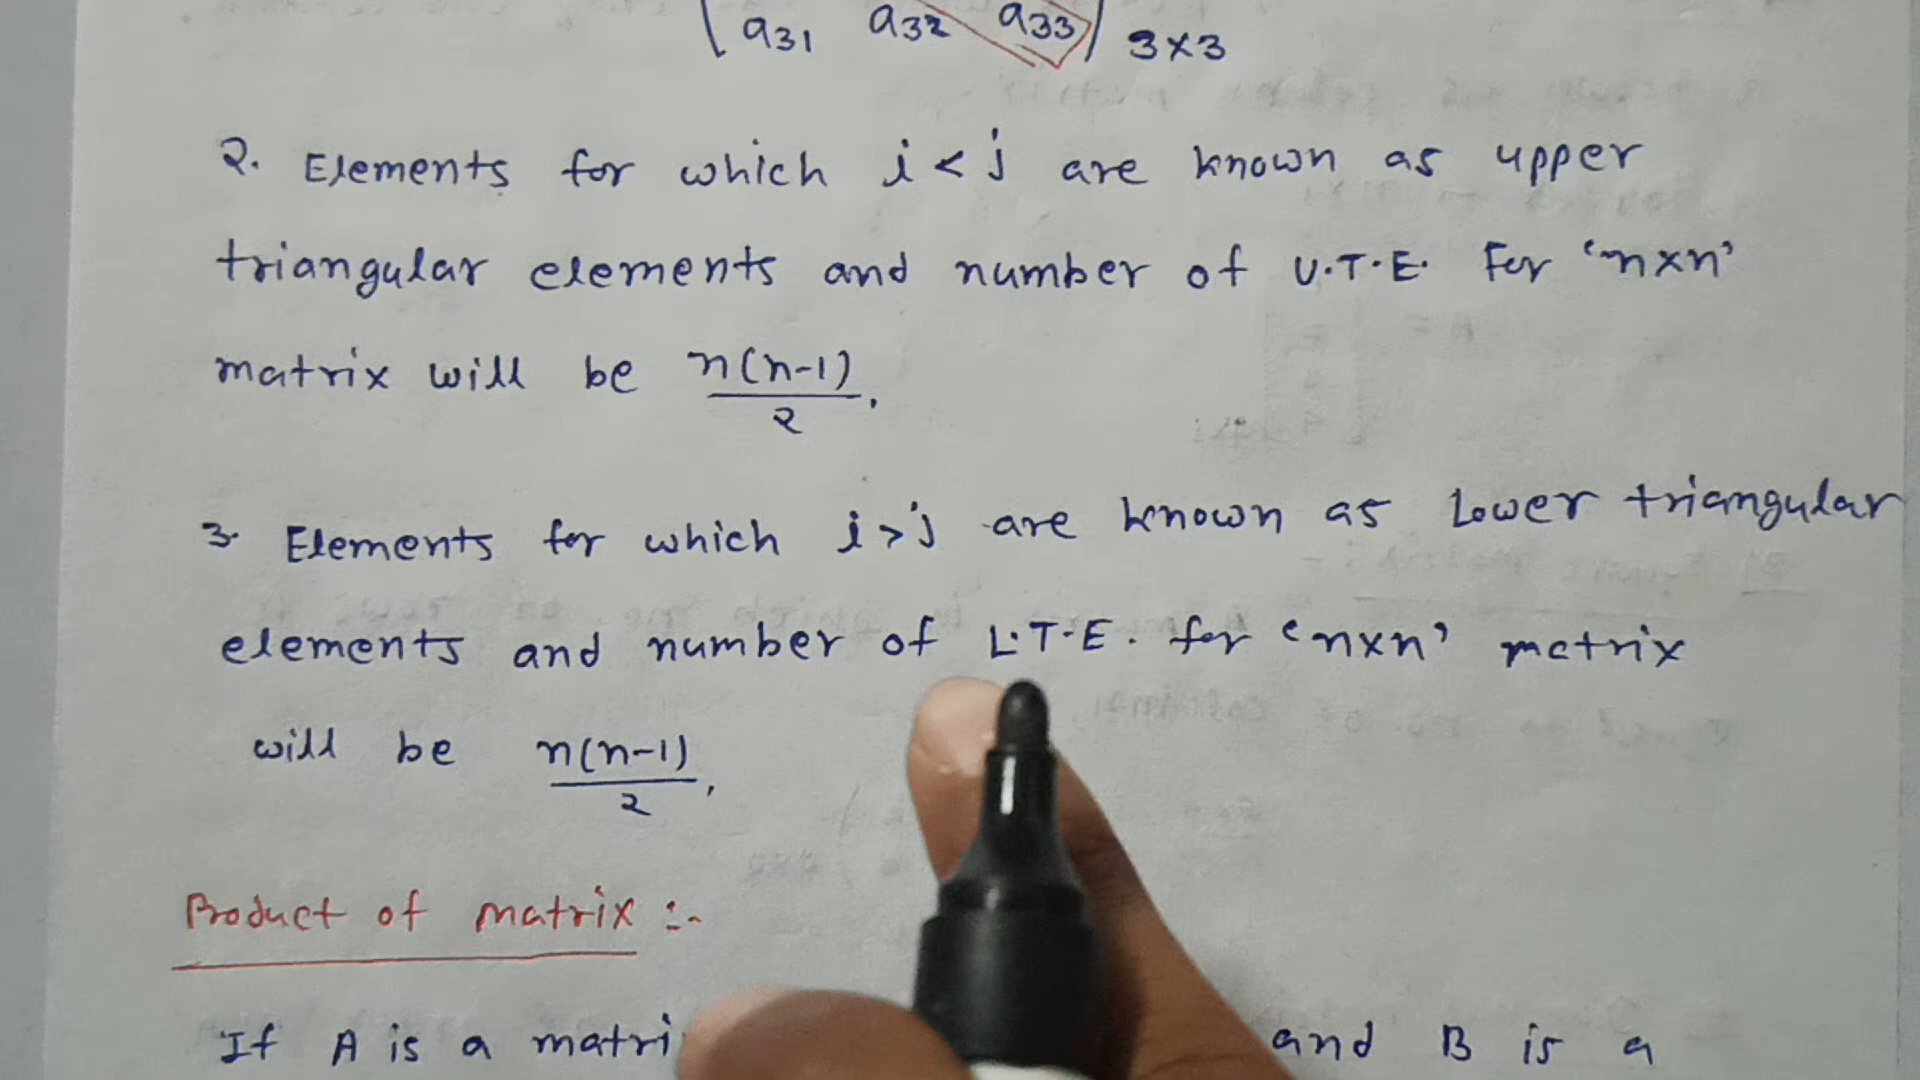 a31 a32 a33 3×3
2. Elements for which i < j are known as upper
triangular elements and number of U.T.E. For 'n×n'
matrix will be n(n-1)/2.
3. Elements for which i > j are known as Lower triangular
elements and number of L.T.E. for 'n×n' matrix
will be n(n-1)/2,
Product of matrix :-
If A is a and B is a